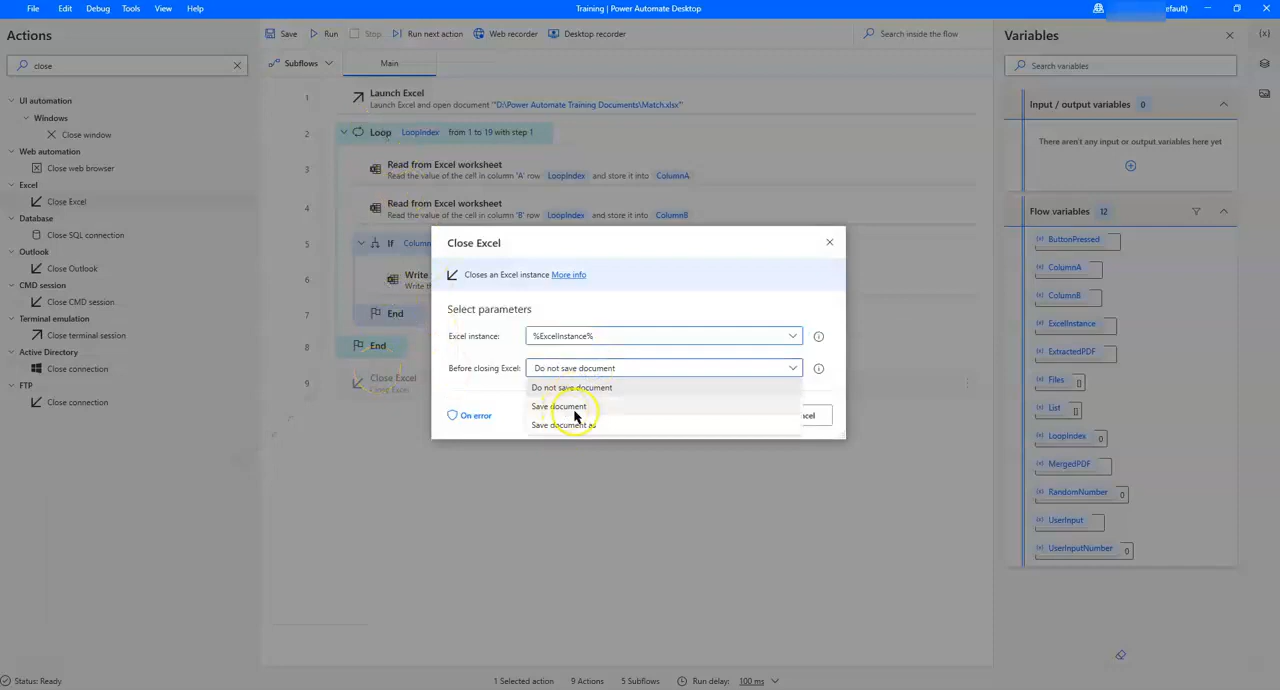 File Edit Debug Tools View Help
Training | Power Automate Desktop
efault)
Actions
close
UI automation
Windows
Close window
Web automation
Close web browser
Excel
Close Excel
Database
Close SQL connection
Outlook
Close Outlook
CMD session
Close CMD session
Terminal emulation
Close terminal session
Active Directory
Close connection
FTP
Close connection
Save Run Stop Run next action Web recorder Desktop recorder
Search inside the flow
Subflows Main
1
Launch Excel
Launch Excel and open document '"D:\Power Automate Training Documents\Match.xlsx"
2 Loop LoopIndex from 1 to 19 with step 1
3
Read from Excel worksheet
Read the value of the cell in column 'A' row LoopIndex and store it into ColumnA
4
Read from Excel worksheet
Read the value of the cell in column 'B' row LoopIndex and store it into ColumnB
5 If Column
6
Write
Write th
7 End
8 End
9
Close Excel
Close Excel
Close Excel
Closes an Excel instance More info
Select parameters
Excel instance: %ExcelInstance%
Before closing Excel: Do not save document
Do not save document
Save document
Save document as
On error
ncel
Variables
Search variables
Input / output variables 0
There aren't any input or output variables here yet
Flow variables 12
(x) ButtonPressed
(x) ColumnA
(x) ColumnB
(x) ExcelInstance
(x) ExtractedPDF
(x) Files []
(x) List []
(x) LoopIndex 0
(x) MergedPDF
(x) RandomNumber 0
(x) UserInput
(x) UserInputNumber 0
{x}
Status: Ready 1 Selected action 9 Actions 5 Subflows Run delay: 100 ms